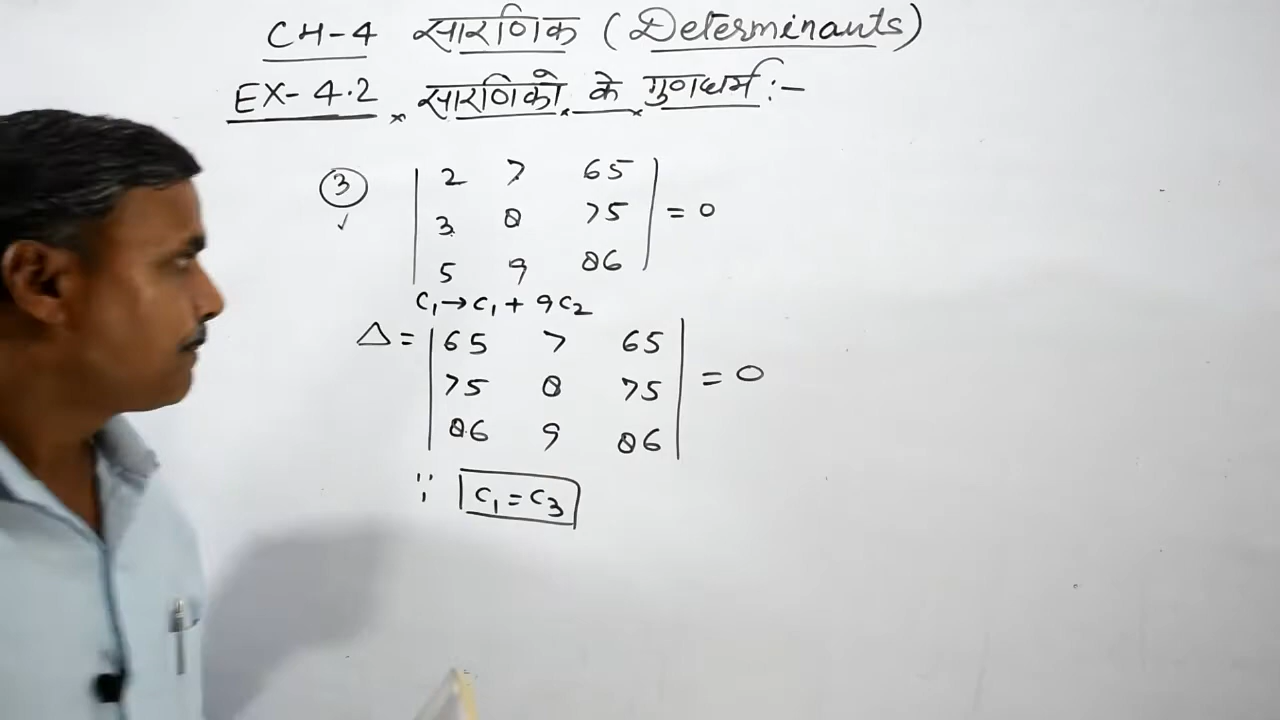 CH-4 सारणिक (Determinants)
EX-4.2 सारणिको के गुणधर्म :-
3
2 7 65
3 8 75 = 0
5 9 86
C₁→C₁+9C₂
Δ = 65 7 65
75 8 75 = 0
86 9 86
∵ C₁=C₃